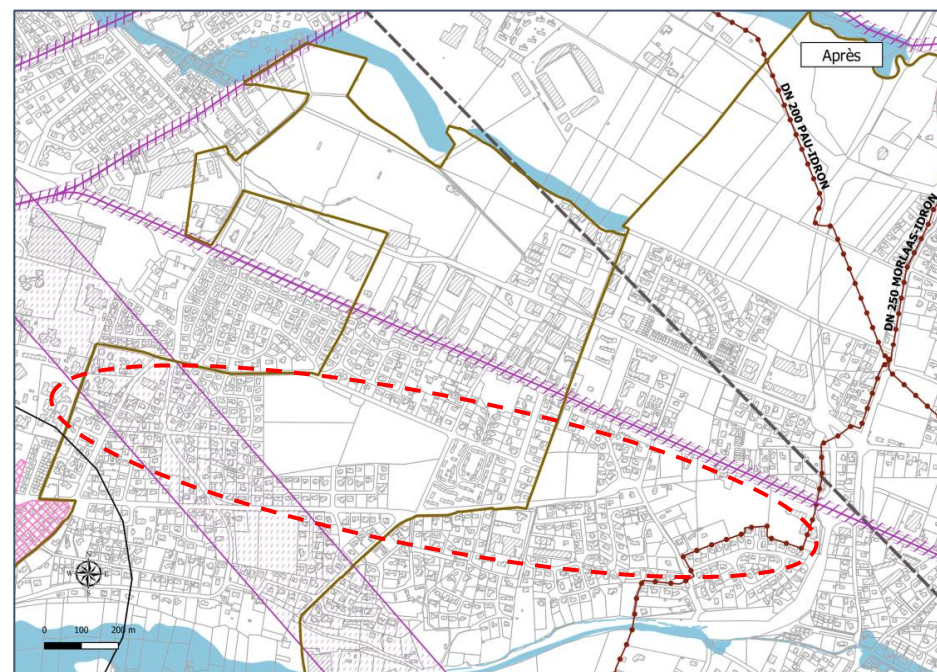 Après
DN 200 PAU-IDRON
DN 250 MORLAAS-IDRON
N
W
E
S
0 100 200 m